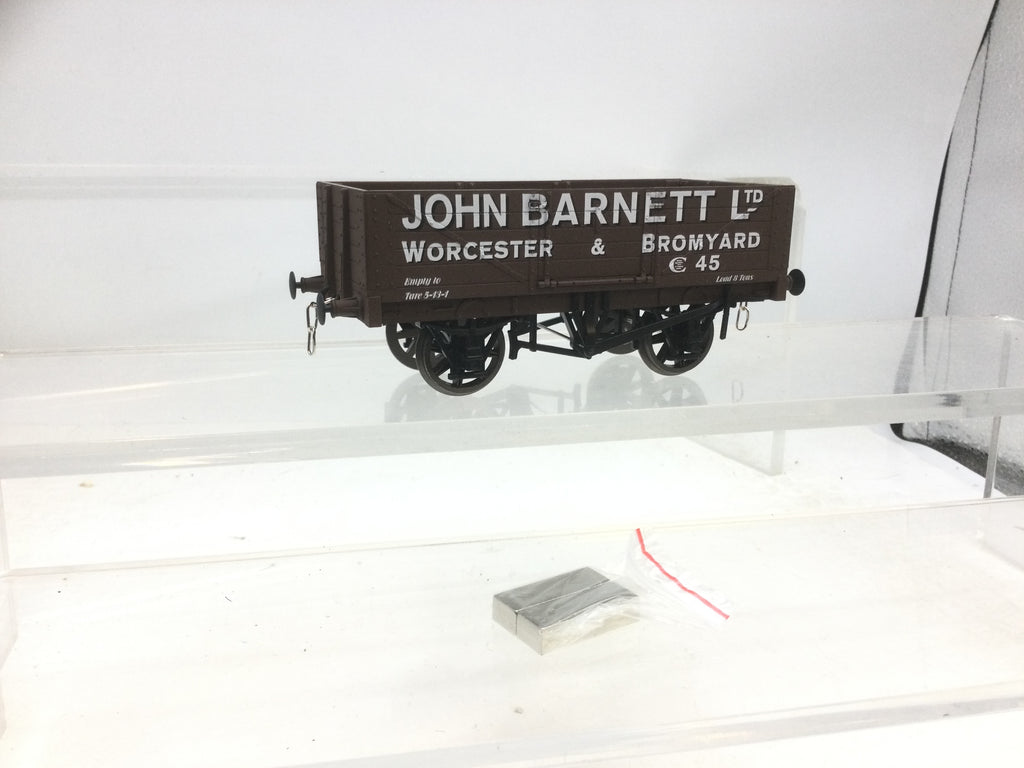 JOHN BARNETT LTD
WORCESTER & BROMYARD
C 45
Empty to Load 8 Tons
Tare 5-13-1